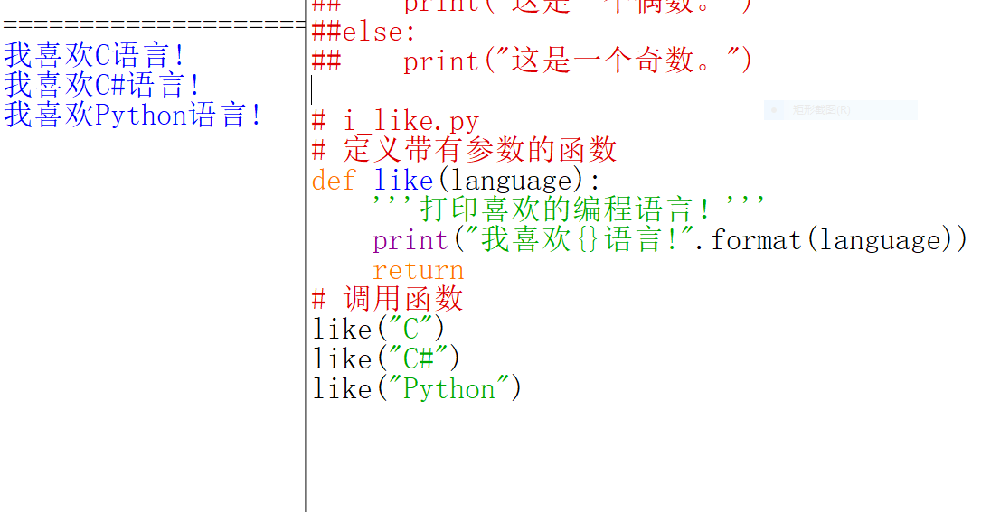 ====================
我喜欢C语言!
我喜欢C#语言!
我喜欢Python语言!
##    print("这是一个偶数。")
##else:
##    print("这是一个奇数。")
矩形截图(R)
# i_like.py
# 定义带有参数的函数
def like(language):
    '''打印喜欢的编程语言！'''
    print("我喜欢{}语言!".format(language))
    return
# 调用函数
like("C")
like("C#")
like("Python")